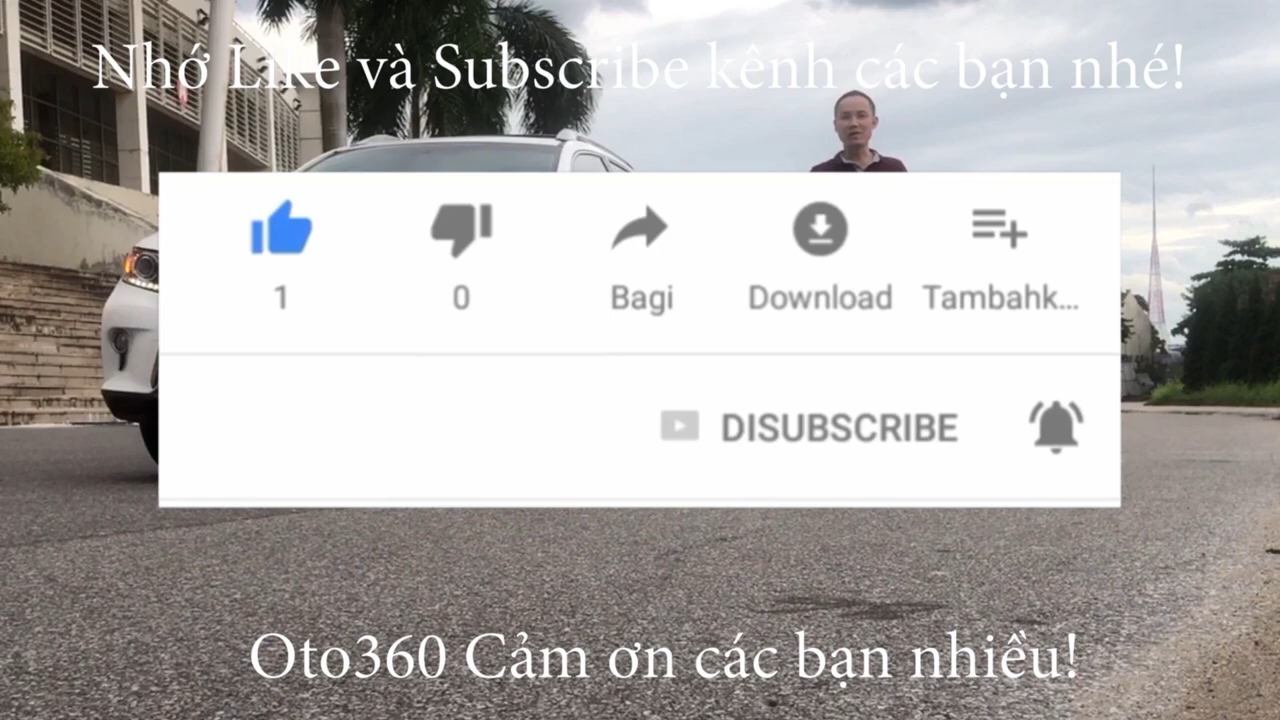 Nhớ Like và Subscribe kênh các bạn nhé!
1
0
Bagi
Download
Tambahk...
DISUBSCRIBE
Oto360 Cảm ơn các bạn nhiều!